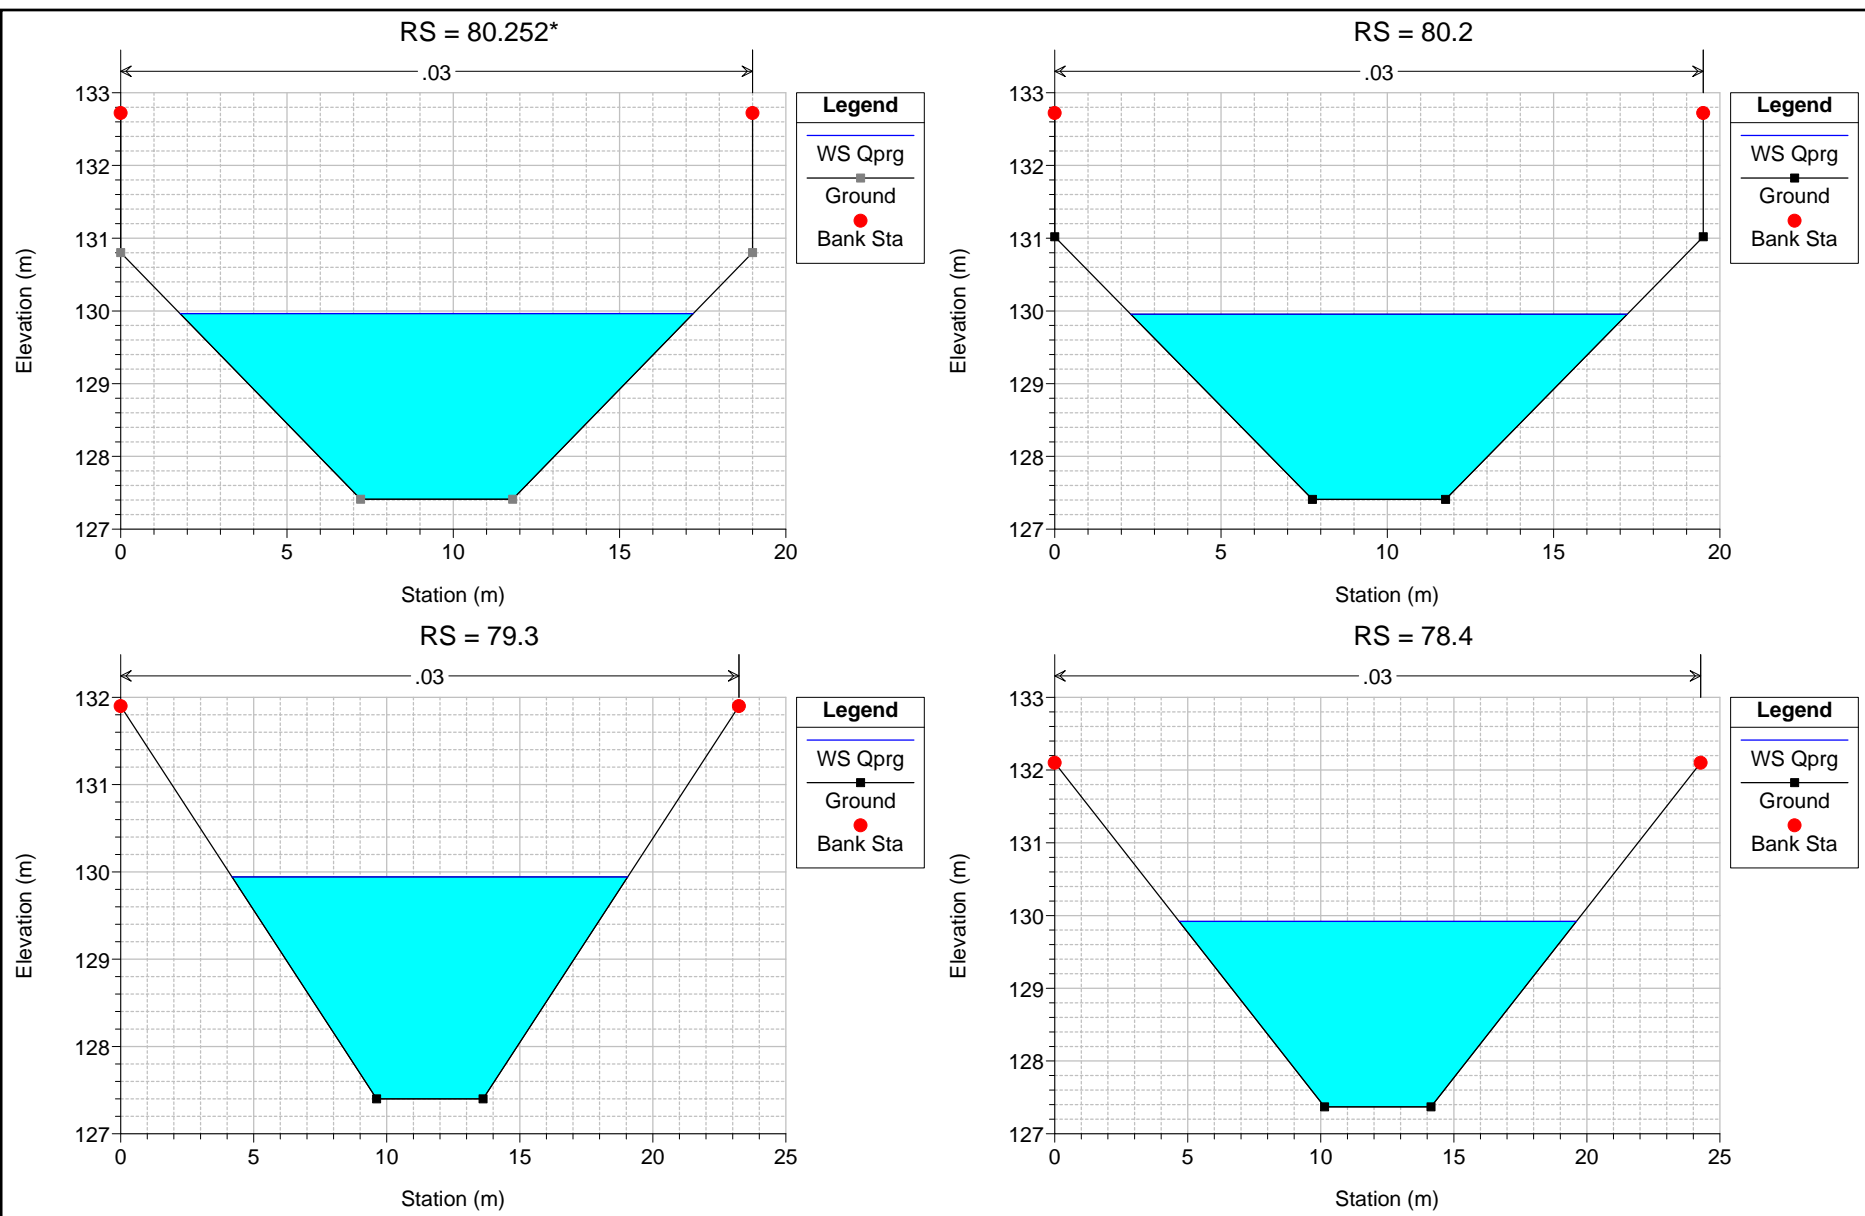 RS = 80.252*
.03
133
132
131
130
129
128
127
0 5 10 15 20
Station (m)
Elevation (m)
Legend
WS Qprg
Ground
Bank Sta
RS = 80.2
.03
133
132
131
130
129
128
127
0 5 10 15 20
Station (m)
Elevation (m)
Legend
WS Qprg
Ground
Bank Sta
RS = 79.3
.03
132
131
130
129
128
127
0 5 10 15 20 25
Station (m)
Elevation (m)
Legend
WS Qprg
Ground
Bank Sta
RS = 78.4
.03
133
132
131
130
129
128
127
0 5 10 15 20 25
Station (m)
Elevation (m)
Legend
WS Qprg
Ground
Bank Sta